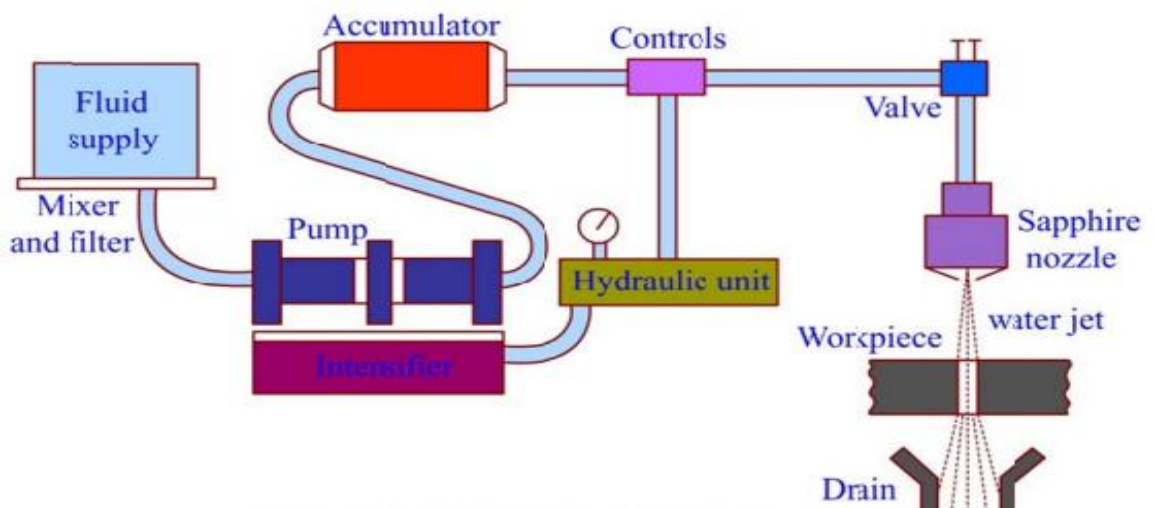 Accumulator
Controls
Fluid
supply
Valve
Mixer
and filter
Pump
Sapphire
nozzle
Hydraulic unit
water jet
Workpiece
Intensifier
Drain